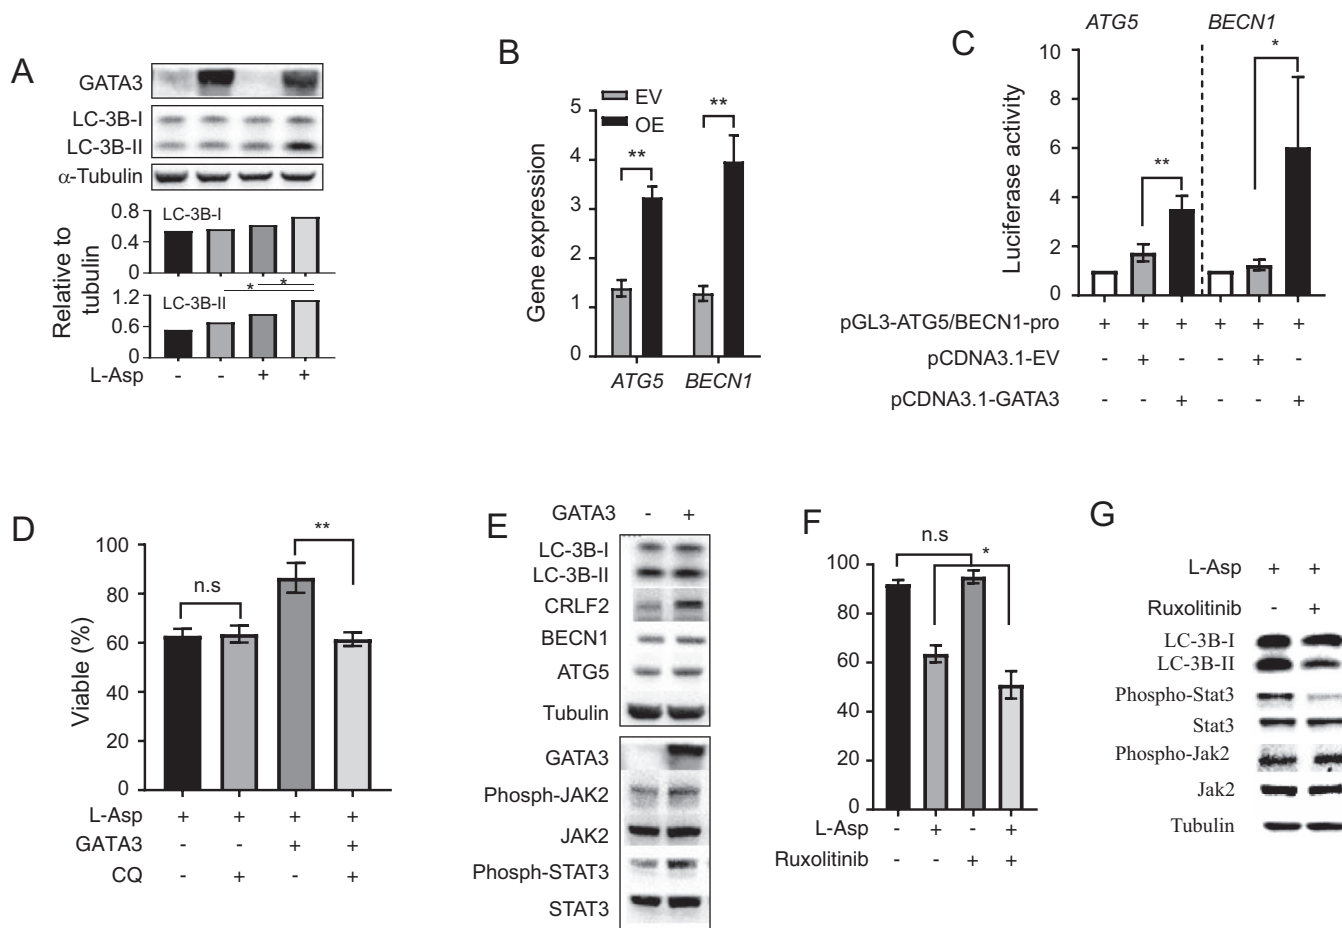 A
GATA3
LC-3B-I
LC-3B-II
α-Tubulin
Relative to
tubulin
0.8
0.4
0
LC-3B-I
1.2
0.6
0
LC-3B-II
* *
L-Asp - - + +
B
Gene expression
EV
OE
5
4
3
2
1
0
** **
ATG5 BECN1
C
ATG5 BECN1
Luciferase activity
10
8
6
4
2
0
** *
pGL3-ATG5/BECN1-pro + + + + + +
pCDNA3.1-EV - + - - + -
pCDNA3.1-GATA3 - - + - - +
D
Viable (%)
100
80
60
40
20
0
n.s **
L-Asp + + + +
GATA3 - - + +
CQ - + - +
E
GATA3 - +
LC-3B-I
LC-3B-II
CRLF2
BECN1
ATG5
Tubulin
GATA3
Phosph-JAK2
JAK2
Phosph-STAT3
STAT3
F
100
80
60
40
20
0
n.s *
L-Asp - + - +
Ruxolitinib - - + +
G
L-Asp + +
Ruxolitinib - +
LC-3B-I
LC-3B-II
Phospho-Stat3
Stat3
Phospho-Jak2
Jak2
Tubulin